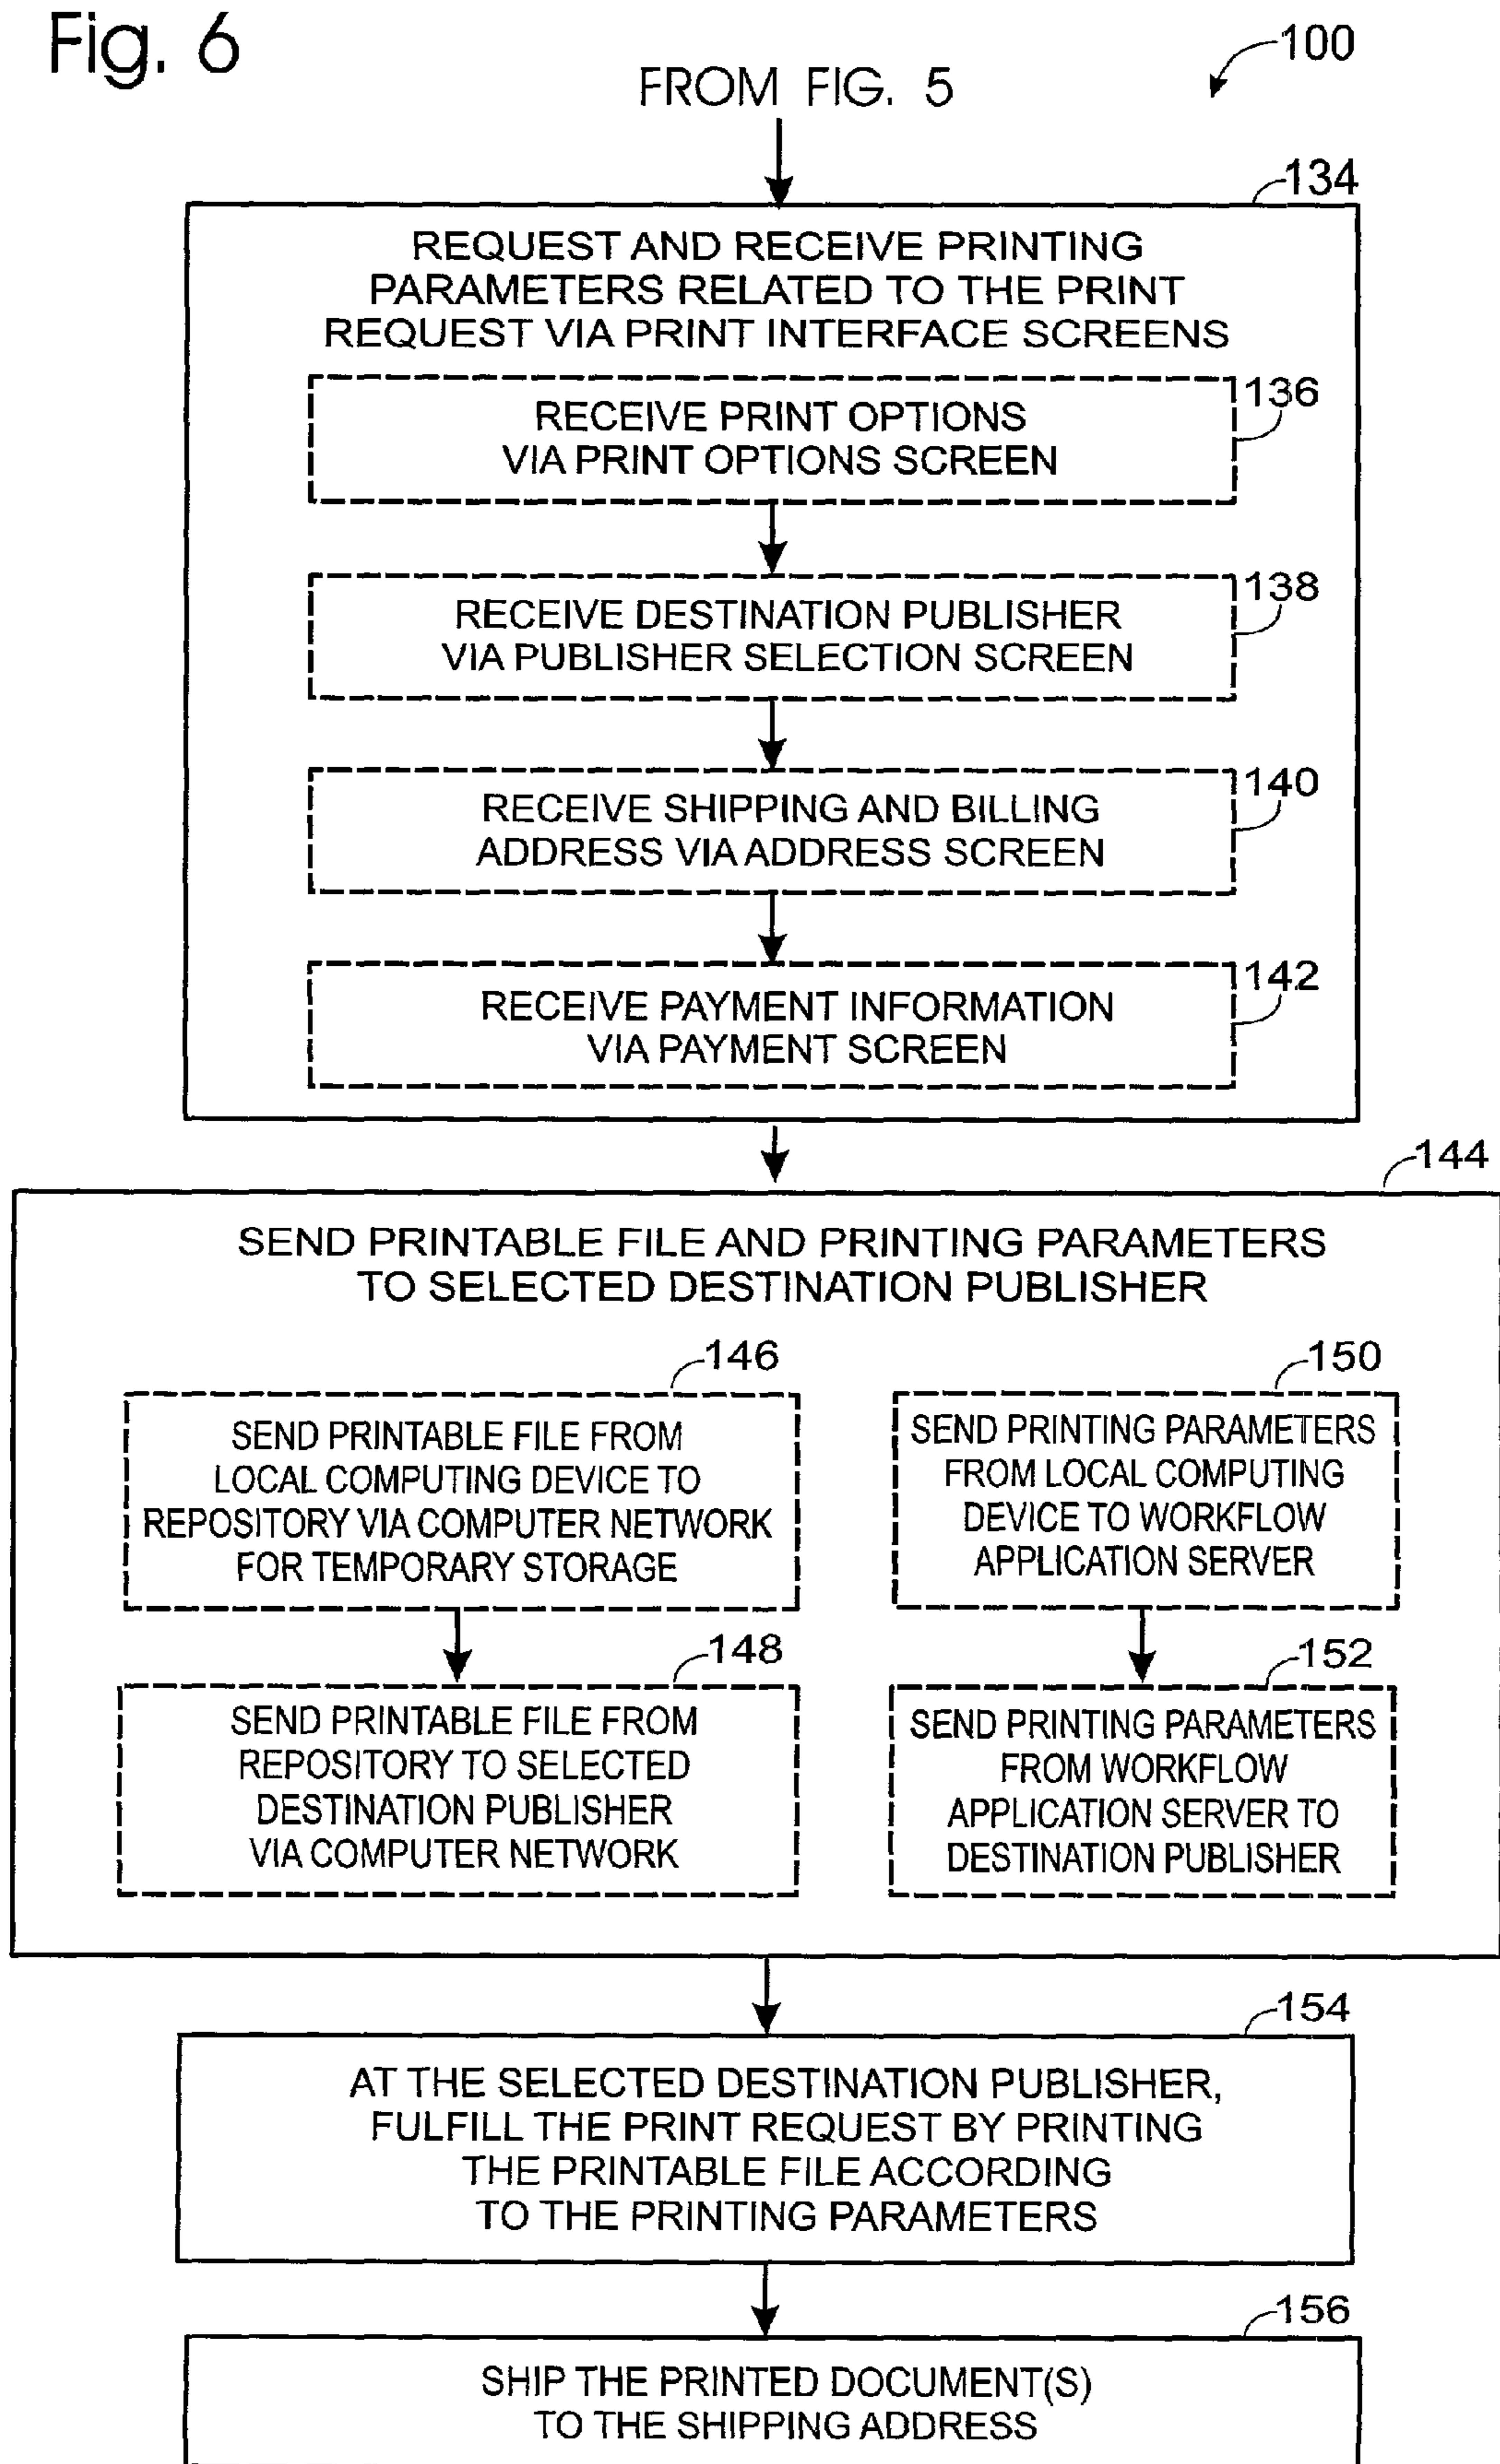 Fig. 6
100
FROM FIG. 5
134
REQUEST AND RECEIVE PRINTING
PARAMETERS RELATED TO THE PRINT
REQUEST VIA PRINT INTERFACE SCREENS
136
RECEIVE PRINT OPTIONS
VIA PRINT OPTIONS SCREEN
138
RECEIVE DESTINATION PUBLISHER
VIA PUBLISHER SELECTION SCREEN
140
RECEIVE SHIPPING AND BILLING
ADDRESS VIA ADDRESS SCREEN
142
RECEIVE PAYMENT INFORMATION
VIA PAYMENT SCREEN
144
SEND PRINTABLE FILE AND PRINTING PARAMETERS
TO SELECTED DESTINATION PUBLISHER
146
SEND PRINTABLE FILE FROM
LOCAL COMPUTING DEVICE TO
REPOSITORY VIA COMPUTER NETWORK
FOR TEMPORARY STORAGE
148
SEND PRINTABLE FILE FROM
REPOSITORY TO SELECTED
DESTINATION PUBLISHER
VIA COMPUTER NETWORK
150
SEND PRINTING PARAMETERS
FROM LOCAL COMPUTING
DEVICE TO WORKFLOW
APPLICATION SERVER
152
SEND PRINTING PARAMETERS
FROM WORKFLOW
APPLICATION SERVER TO
DESTINATION PUBLISHER
154
AT THE SELECTED DESTINATION PUBLISHER,
FULFILL THE PRINT REQUEST BY PRINTING
THE PRINTABLE FILE ACCORDING
TO THE PRINTING PARAMETERS
156
SHIP THE PRINTED DOCUMENT(S)
TO THE SHIPPING ADDRESS